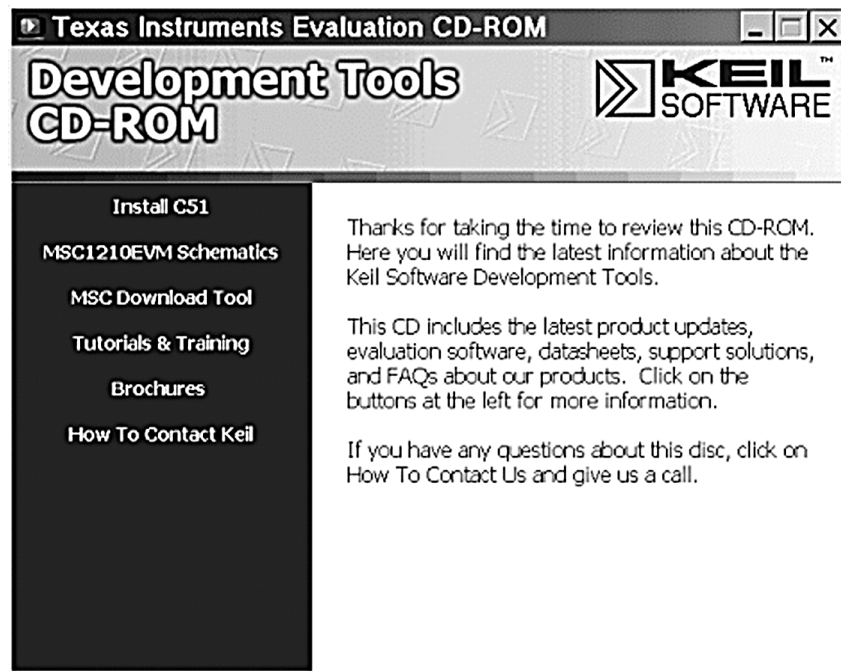 Texas Instruments Evaluation CD-ROM
Development Tools
CD-ROM
KEIL™
SOFTWARE
Install C51
MSC1210EVM Schematics
MSC Download Tool
Tutorials & Training
Brochures
How To Contact Keil
Thanks for taking the time to review this CD-ROM.
Here you will find the latest information about the
Keil Software Development Tools.
This CD includes the latest product updates,
evaluation software, datasheets, support solutions,
and FAQs about our products. Click on the
buttons at the left for more information.
If you have any questions about this disc, click on
How To Contact Us and give us a call.